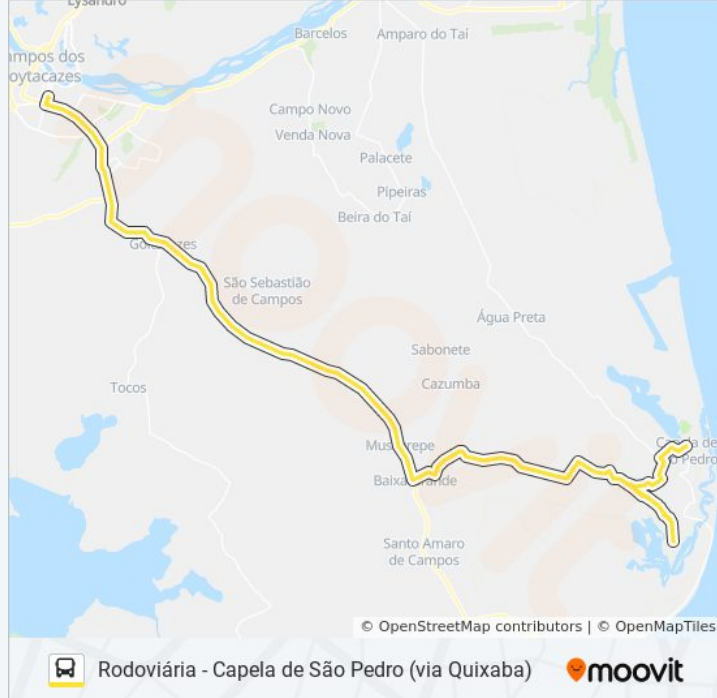 Lysandro
Barcelos
Amparo do Taí
mpos dos
oytacazes
Campo Novo
Venda Nova
Palacete
Pipeiras
Beira do Taí
São Sebastião
de Campos
Água Preta
Sabonete
Cazumba
Tocos
Baixa Grande
Santo Amaro
de Campos
moovit
© OpenStreetMap contributors | © OpenMapTiles
Rodoviária - Capela de São Pedro (via Quixaba)
moovit